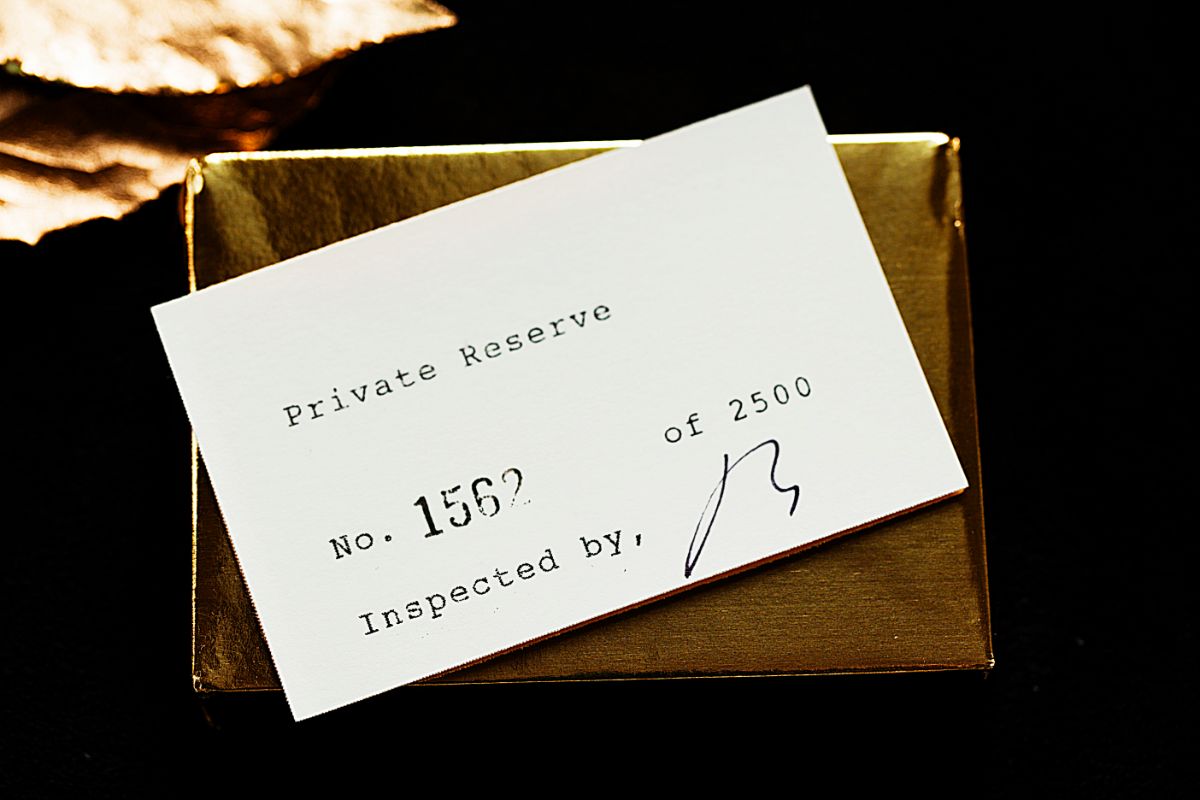 Private Reserve
No. 1562 of 2500
Inspected by,